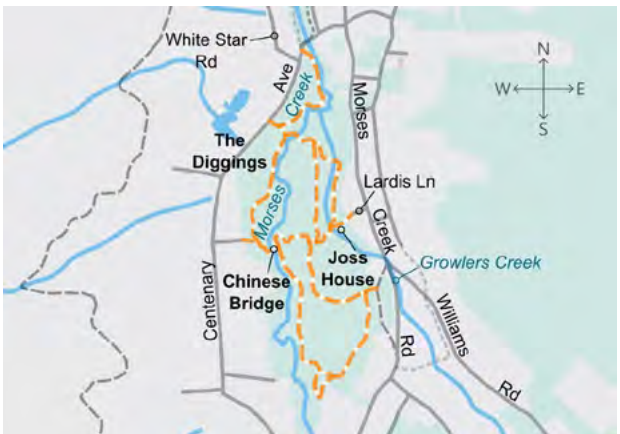 White Star
Rd
Ave
Creek
Morses
N
W
E
S
The
Diggings
Lardis Ln
Morses
Creek
Joss
House
Growlers Creek
Chinese
Bridge
Centenary
Rd
Williams
Rd